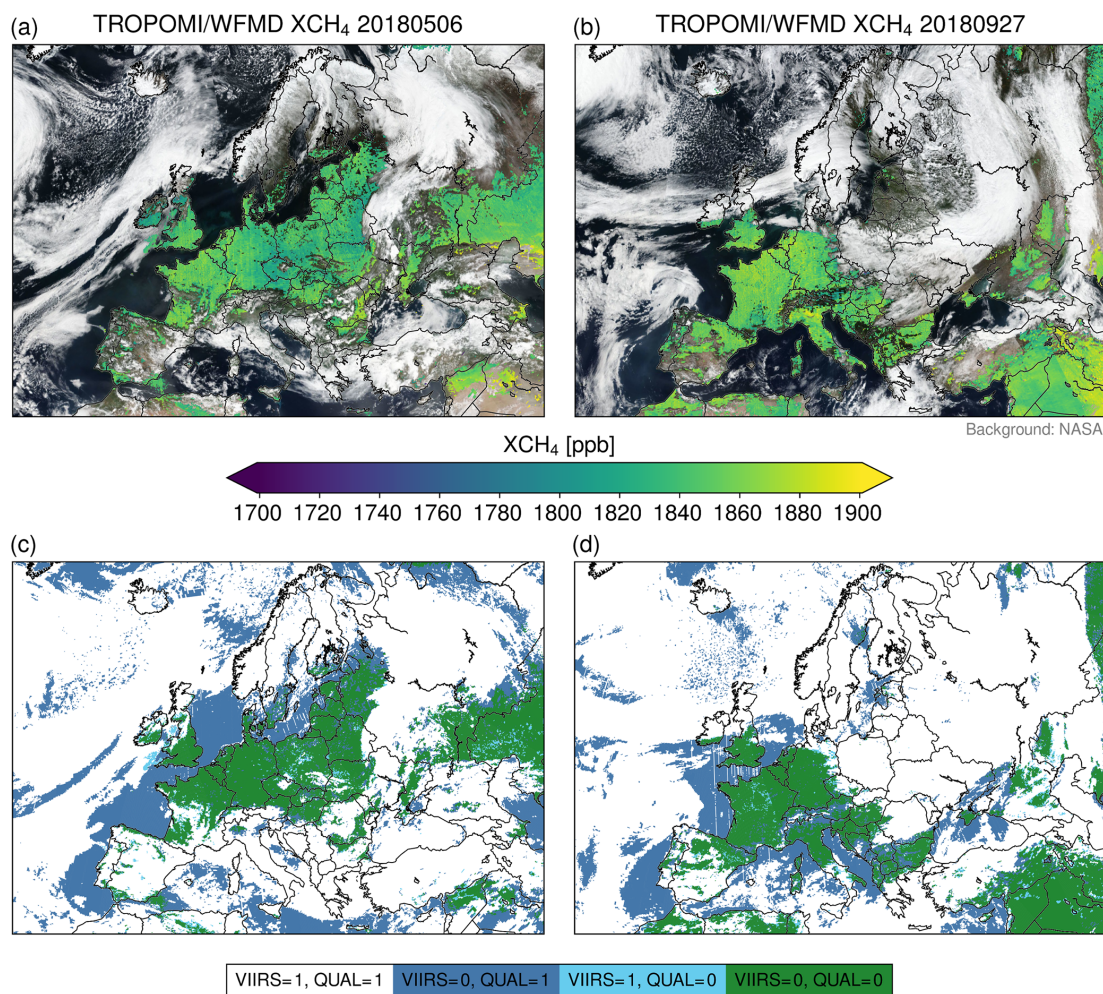 (a) TROPOMI/WFMD XCH₄ 20180506
(b) TROPOMI/WFMD XCH₄ 20180927
Background: NASA
XCH₄ [ppb]
1700 1720 1740 1760 1780 1800 1820 1840 1860 1880 1900
(c)
(d)
VIIRS=1, QUAL=1 VIIRS=0, QUAL=1 VIIRS=1, QUAL=0 VIIRS=0, QUAL=0